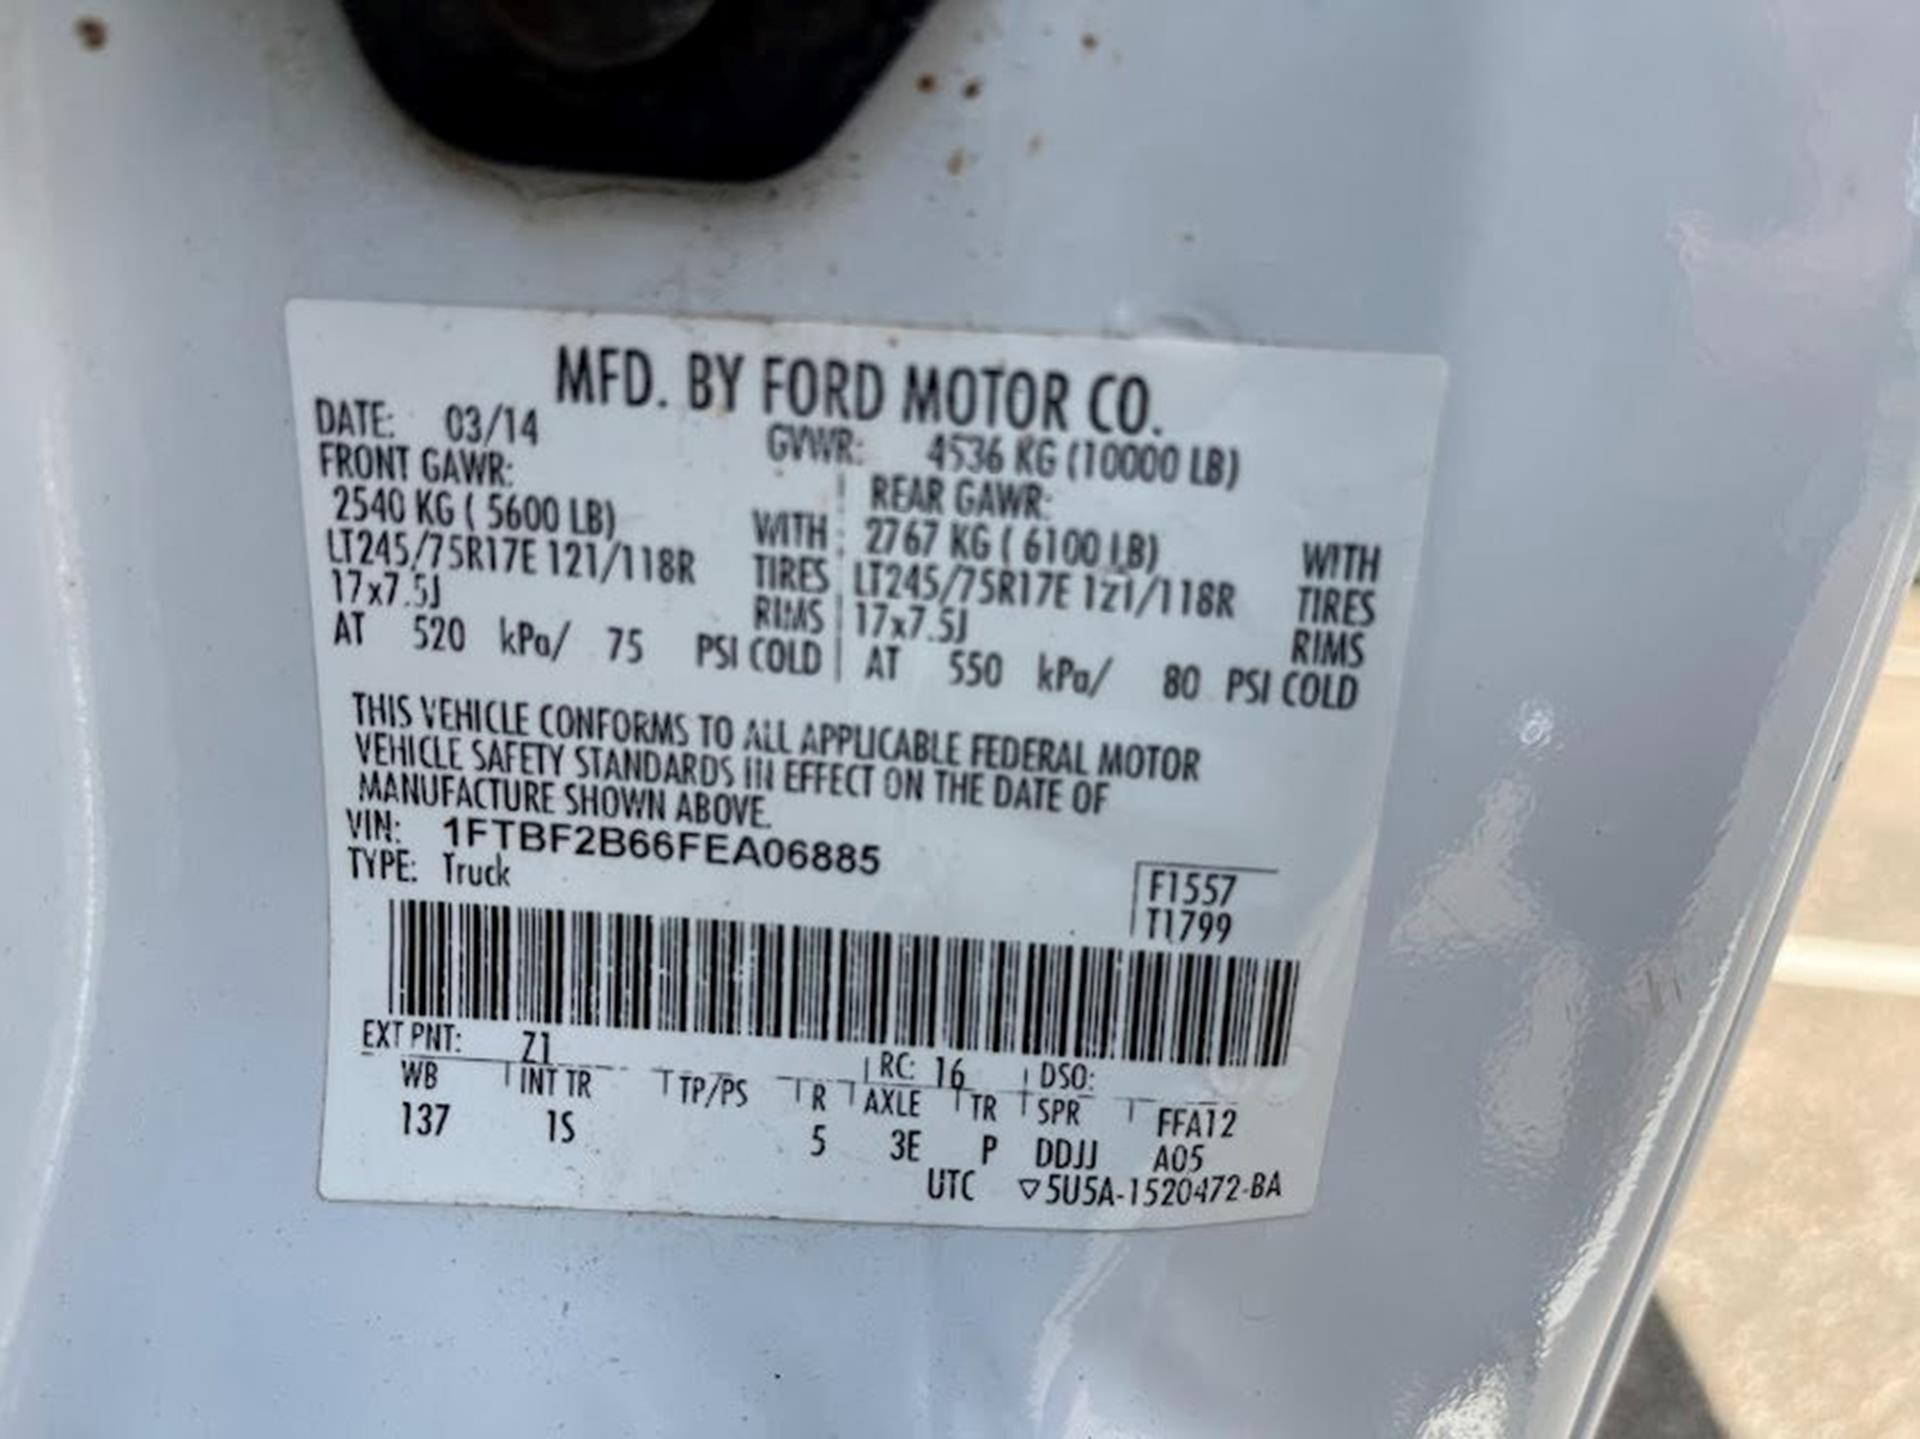 MFD. BY FORD MOTOR CO.
DATE: 03/14 GVWR: 4536 KG (10000 LB)
FRONT GAWR: REAR GAWR:
2540 KG ( 5600 LB) WITH 2767 KG ( 6100 LB) WITH
LT245/75R17E 121/118R TIRES LT245/75R17E 121/118R TIRES
17x7.5J RIMS 17x7.5J RIMS
AT 520 kPa/ 75 PSI COLD AT 550 kPa/ 80 PSI COLD
THIS VEHICLE CONFORMS TO ALL APPLICABLE FEDERAL MOTOR
VEHICLE SAFETY STANDARDS IN EFFECT ON THE DATE OF
MANUFACTURE SHOWN ABOVE.
VIN: 1FTBF2B66FEA06885
TYPE: Truck
F1557
T1799
EXT PNT: Z1 RC: 16 DSO:
WB INT TR TP/PS R AXLE TR SPR FFA12
137 1S 5 3E P DDJJ A05
UTC ▽5U5A-1520472-BA